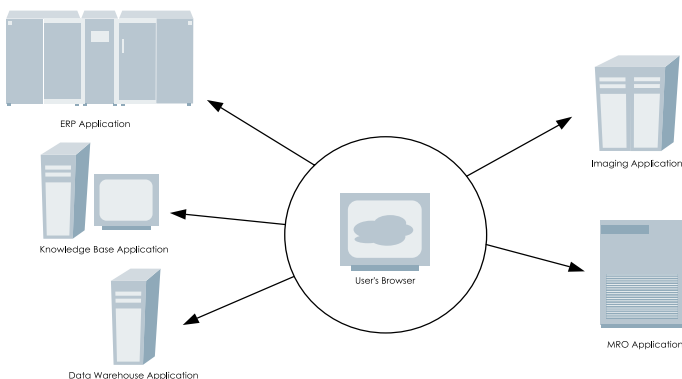 ERP Application
Imaging Application
Knowledge Base Application
User's Browser
MRO Application
Data Warehouse Application